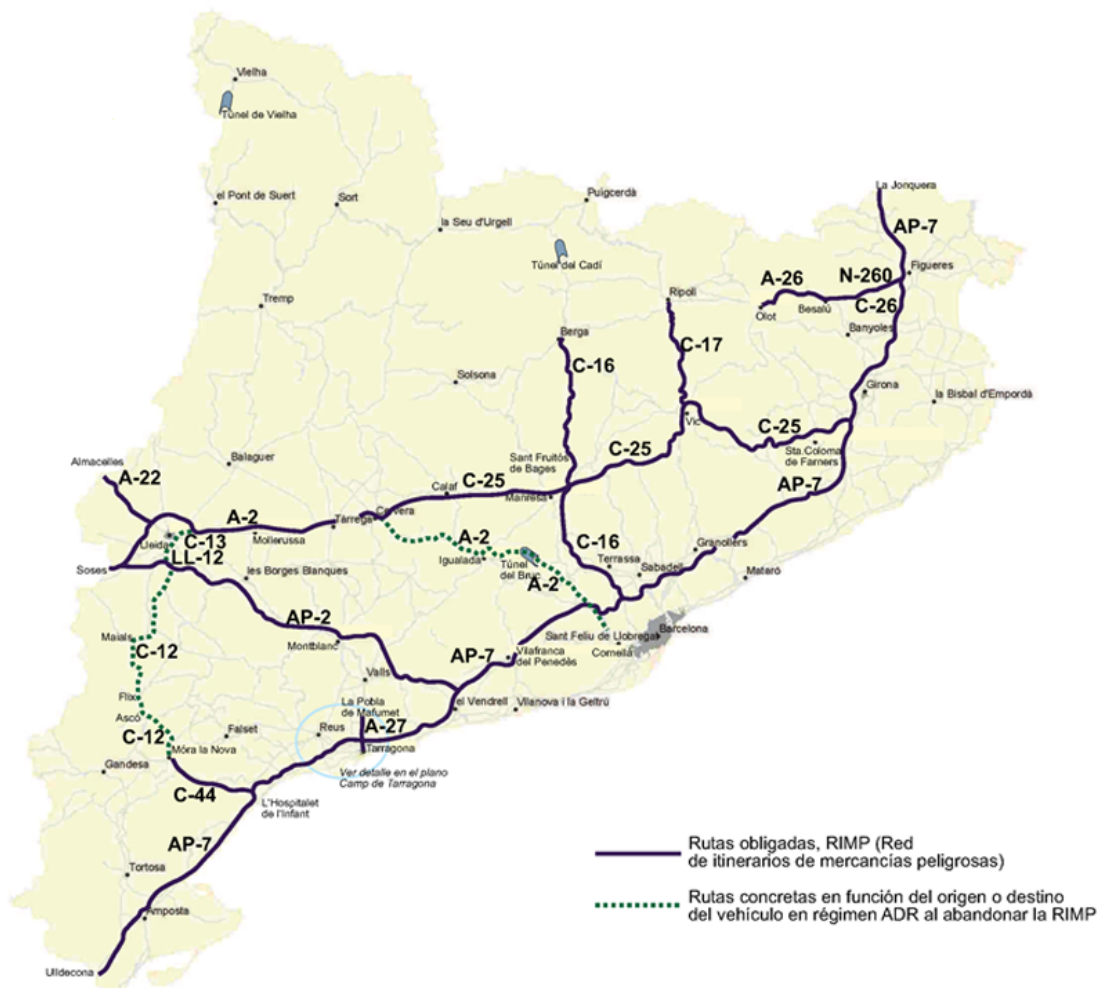 Vielha
Túnel de Vielha
el Pont de Suert
Sort
la Seu d'Urgell
Puigcerdà
Túnel del Cadí
La Jonquera
AP-7
Figueres
N-260
A-26
C-26
Besalú
Olot
Banyoles
Ripoll
Tremp
Berga
C-16
C-17
Solsona
Girona
la Bisbal d'Empordà
Vic
C-25
Sta.Coloma
de Farners
C-25
Sant Fruitós
de Bages
Balaguer
Almacelles
A-22
Calaf
C-25
Manresa
AP-7
Cervera
Tàrrega
A-2
Mollerussa
Lleida
C-13
LL-12
Soses
A-2
Igualada
Túnel
del Bruc
A-2
C-16
Terrassa
Sabadell
Granollers
Mataró
les Borges Blanques
AP-2
Montblanc
Maials
C-12
Sant Feliu de Llobregat
Barcelona
Cornellà
Vilafranca
del Penedès
AP-7
Valls
el Vendrell
Vilanova i la Geltrú
La Pobla
de Mafumet
Flix
Ascó
C-12
Falset
Reus
A-27
Tarragona
Móra la Nova
Gandesa
Ver detalle en el plano
Camp de Tarragona
C-44
L'Hospitalet
de l'Infant
AP-7
Tortosa
Amposta
Ulldecona
Rutas obligadas, RIMP (Red
de itinerarios de mercancías peligrosas)
Rutas concretas en función del origen o destino
del vehículo en régimen ADR al abandonar la RIMP